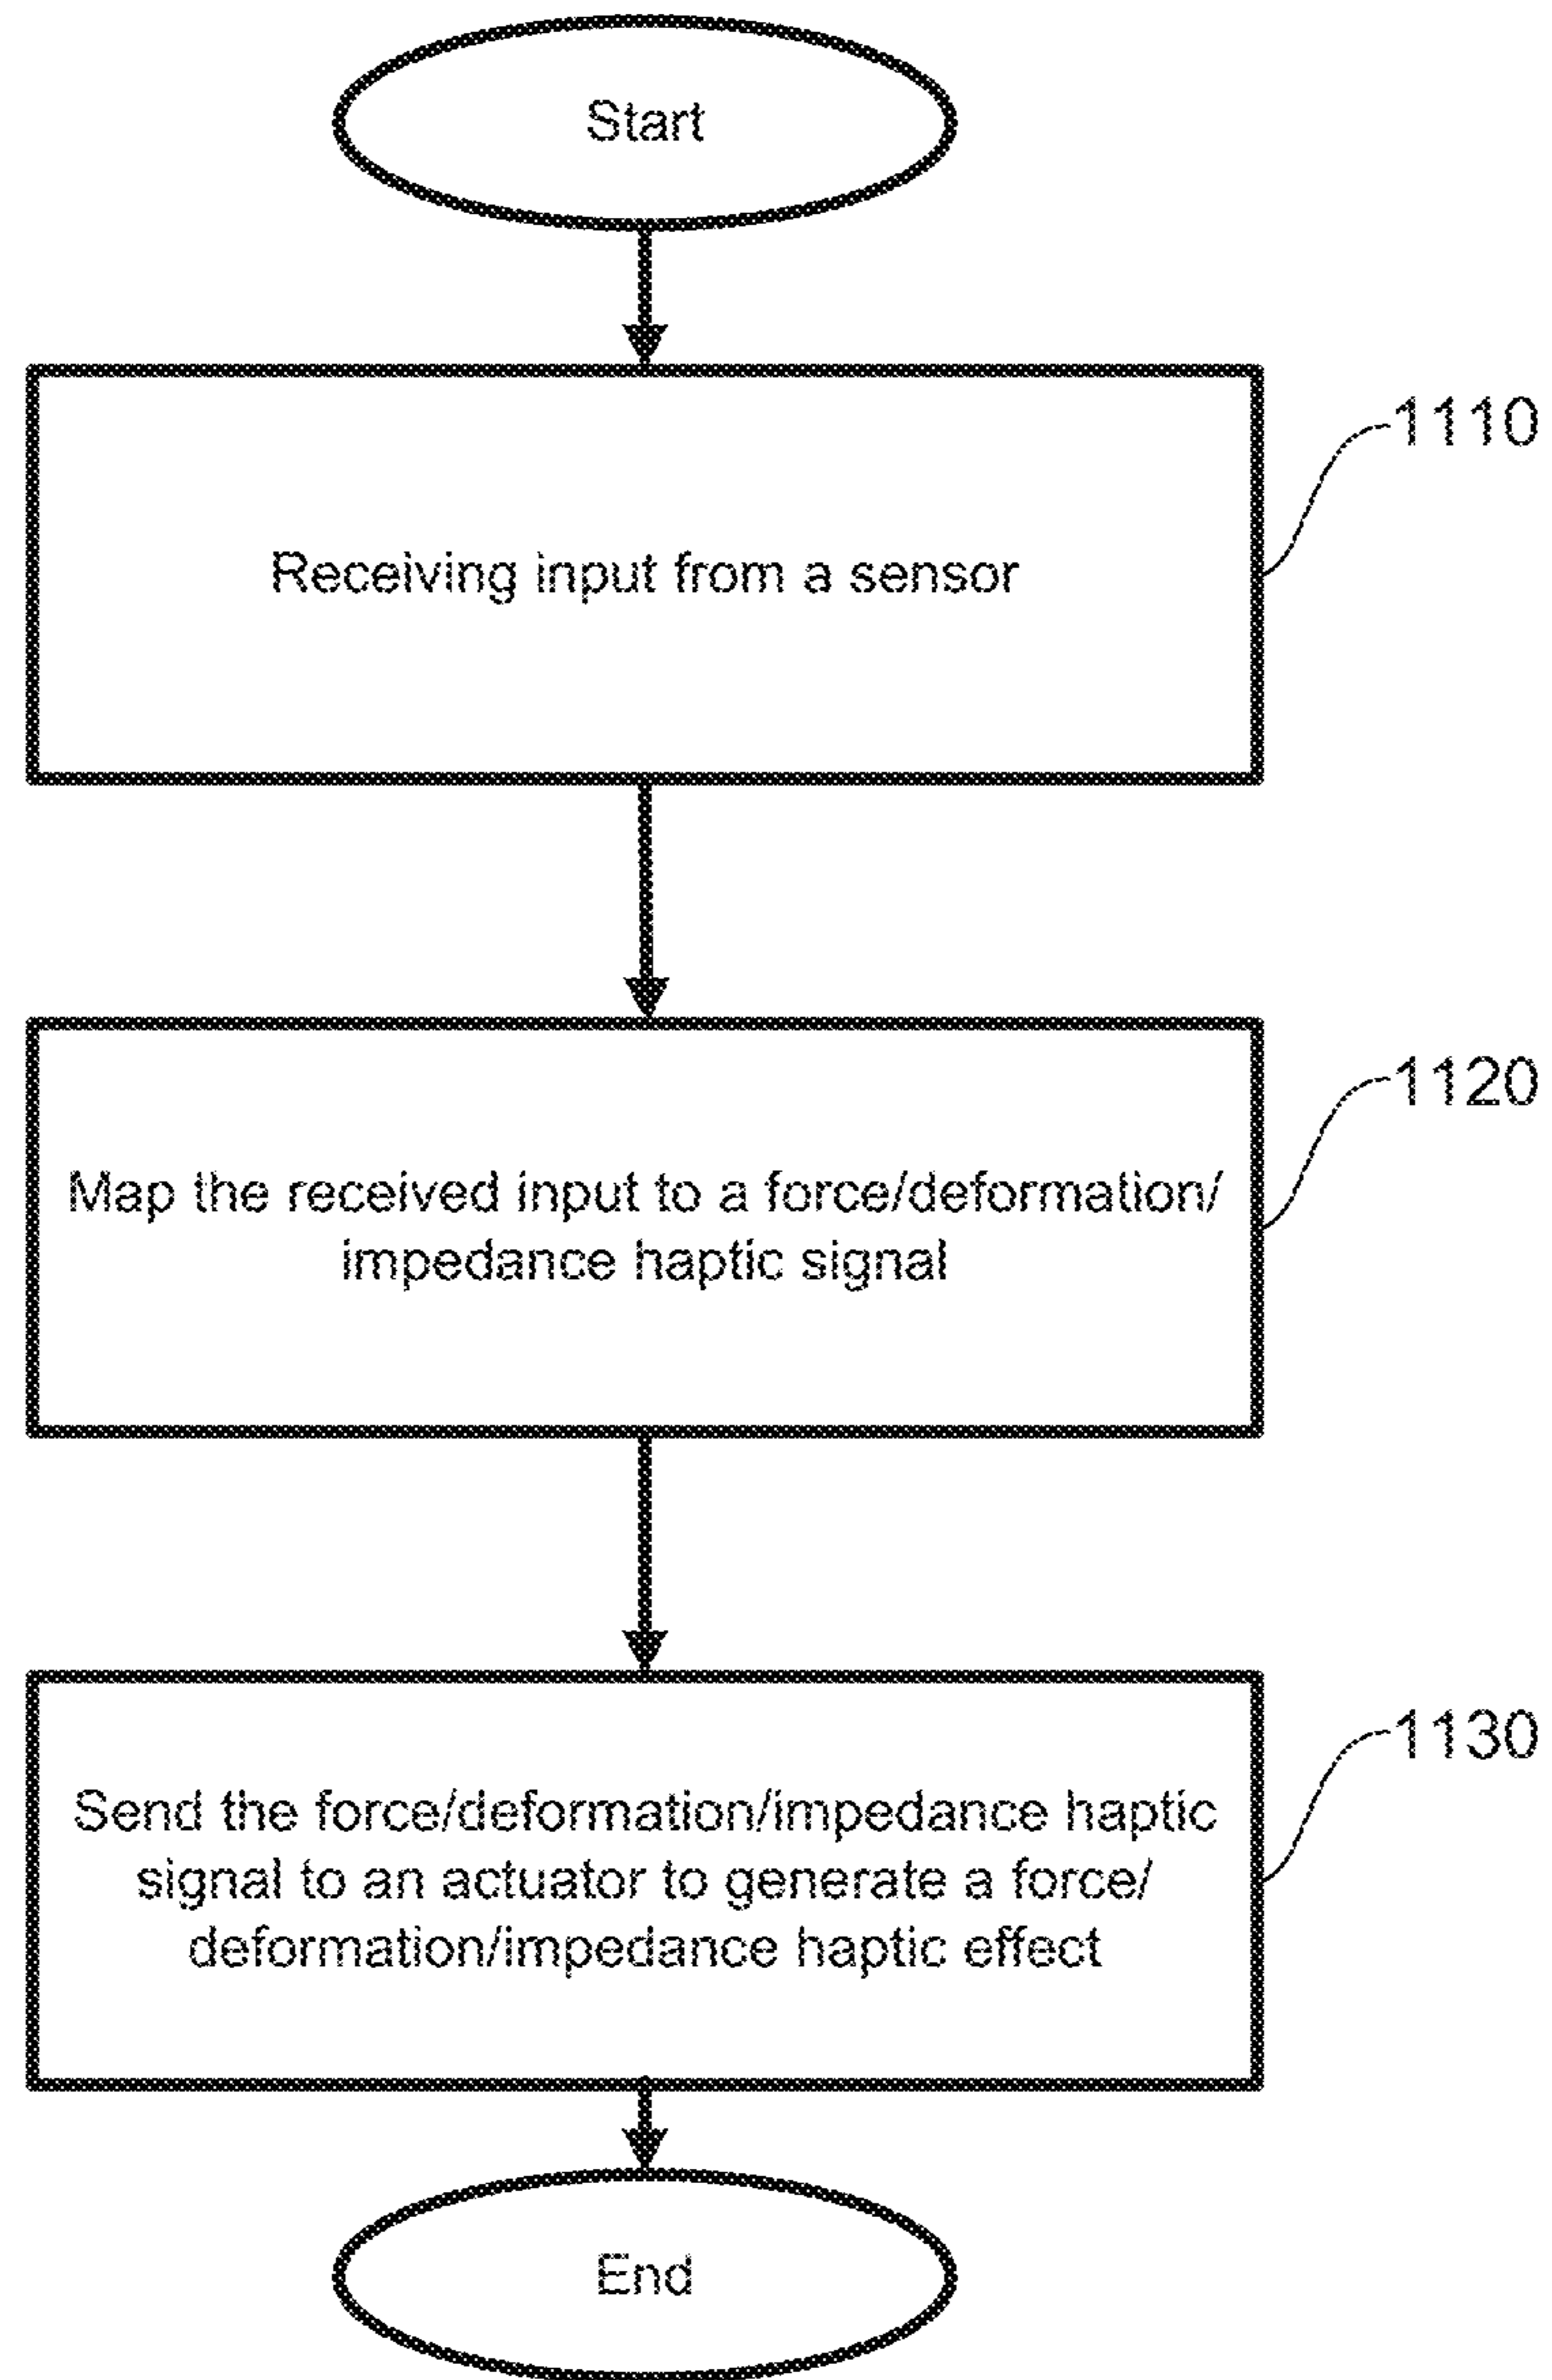 Start
1110
Receiving input from a sensor
1120
Map the received input to a force/deformation/
impedance haptic signal
1130
Send the force/deformation/impedance haptic
signal to an actuator to generate a force/
deformation/impedance haptic effect
End